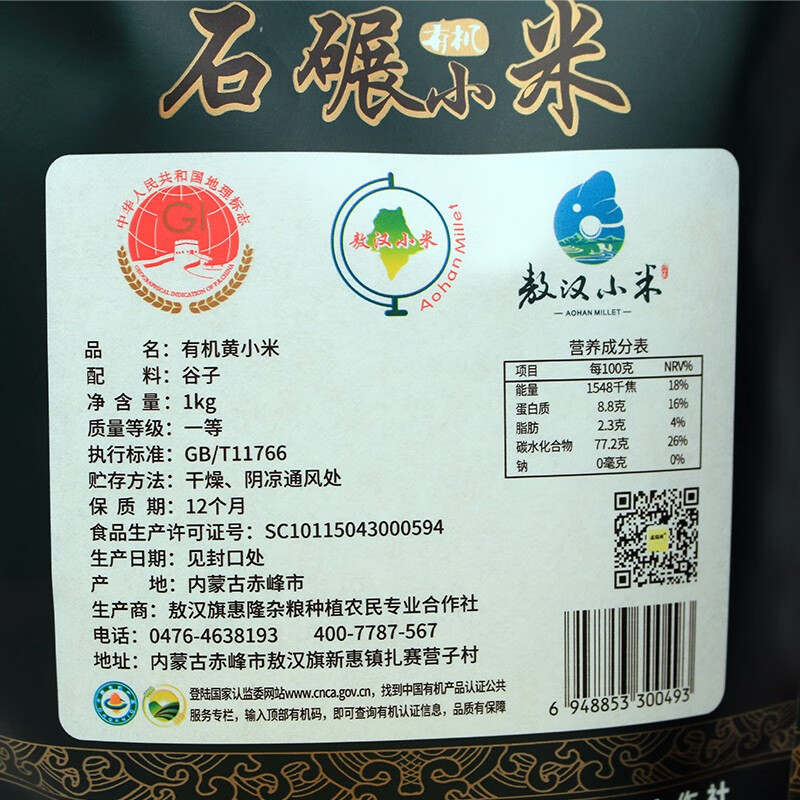 石碾有机小米
中华人民共和国地理标志
GI
GEOGRAPHICAL INDICATION OF P.R.CHINA
敖汉小米
Aohan Millet
敖汉小米
— AOHAN MILLET —
品 名：有机黄小米
配 料：谷子
净 含 量：1kg
质量等级：一等
执行标准：GB/T11766
贮存方法：干燥、阴凉通风处
保 质 期：12个月
食品生产许可证号：SC10115043000594
生产日期：见封口处
产 地：内蒙古赤峰市
生产商：敖汉旗惠隆杂粮种植农民专业合作社
电话：0476-4638193 400-7787-567
地址：内蒙古赤峰市敖汉旗新惠镇扎赛营子村
登陆国家认监委网站www.cnca.gov.cn，找到中国有机产品认证公共
服务专栏，输入顶部有机码，即可查询有机认证信息，品质有保障
营养成分表
项目 每100克 NRV%
能量 1548千焦 18%
蛋白质 8.8克 16%
脂肪 2.3克 4%
碳水化合物 77.2克 26%
钠 0毫克 0%
6 948853 300493
作社